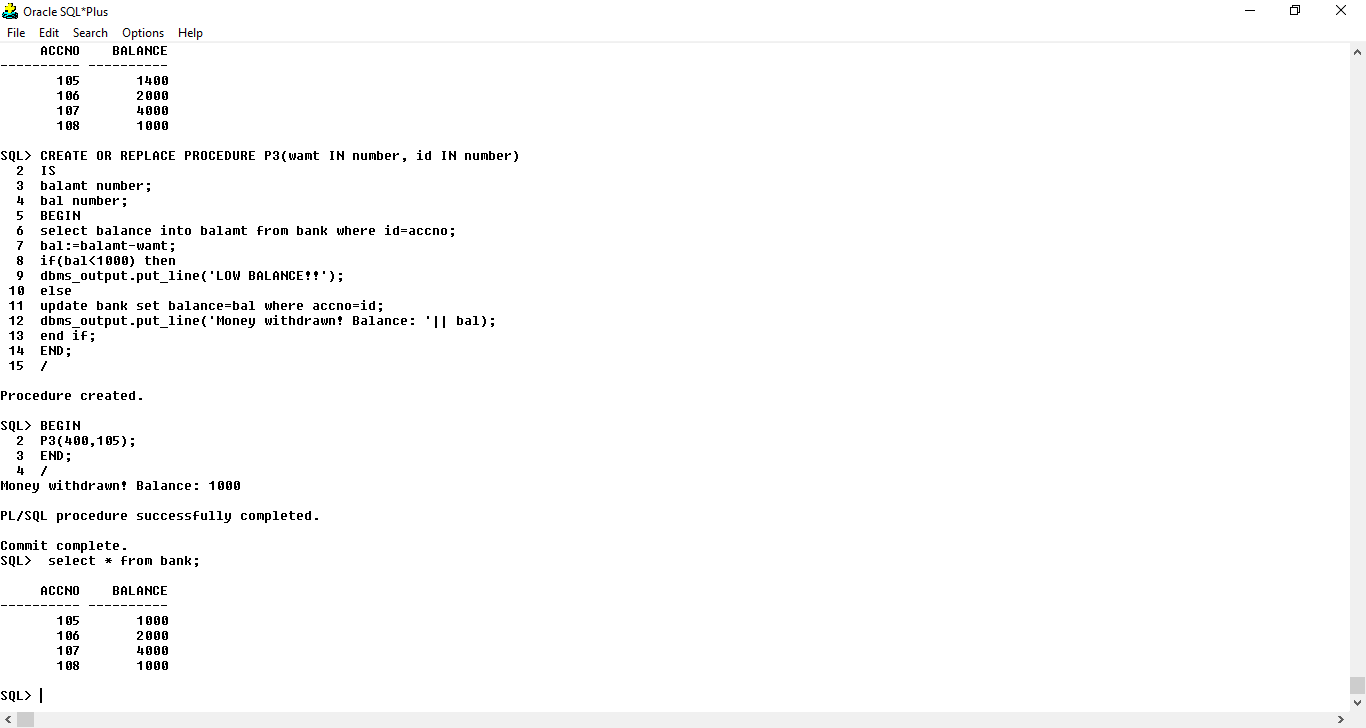 Oracle SQL*Plus
File Edit Search Options Help
ACCNO BALANCE
---------- ----------
105 1400
106 2000
107 4000
108 1000
SQL> CREATE OR REPLACE PROCEDURE P3(wamt IN number, id IN number)
2 IS
3 balamt number;
4 bal number;
5 BEGIN
6 select balance into balamt from bank where id=accno;
7 bal:=balamt-wamt;
8 if(bal<1000) then
9 dbms_output.put_line('LOW BALANCE!!');
10 else
11 update bank set balance=bal where accno=id;
12 dbms_output.put_line('Money withdrawn! Balance: '|| bal);
13 end if;
14 END;
15 /
Procedure created.
SQL> BEGIN
2 P3(400,105);
3 END;
4 /
Money withdrawn! Balance: 1000
PL/SQL procedure successfully completed.
Commit complete.
SQL> select * from bank;
ACCNO BALANCE
---------- ----------
105 1000
106 2000
107 4000
108 1000
SQL>